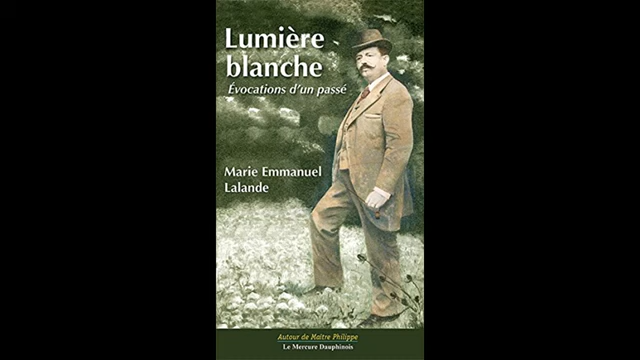 Lumière
blanche
Évocations d'un passé
Marie Emmanuel
Lalande
Autour de Maître Philippe
Le Mercure Dauphinois